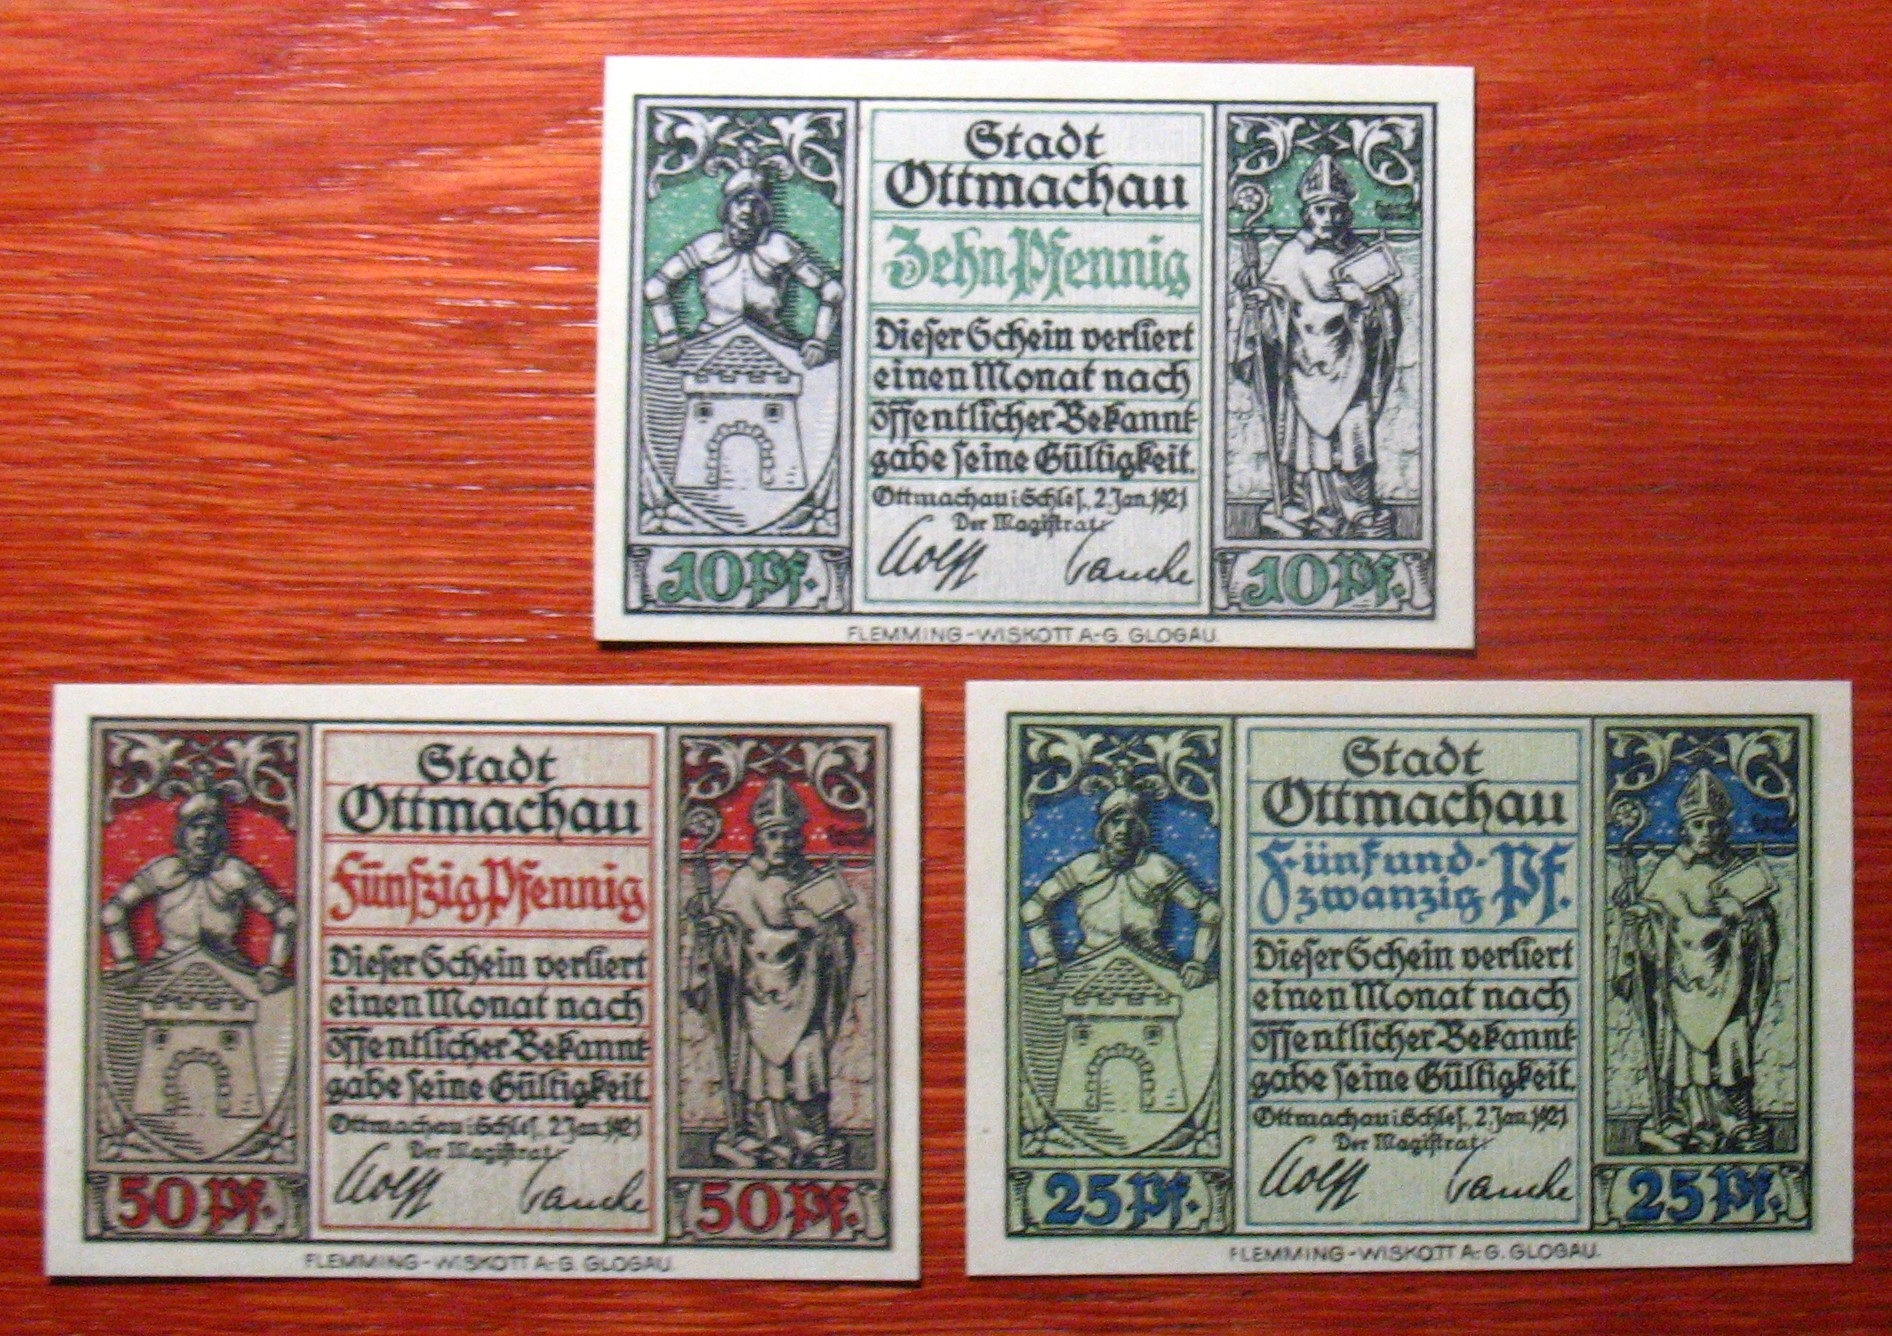 Stadt
Ottmachau
Zehn Pfennig
Dieser Schein verliert
einen Monat nach
öffentlicher Bekannt-
gabe seine Gültigkeit.
Ottmachau i. Schles., 2. Jan. 1921
Der Magistrat
10 Pf.
10 Pf.
FLEMMING-WISKOTT A-G. GLOGAU.
Stadt
Ottmachau
Fünfzig Pfennig
Dieser Schein verliert
einen Monat nach
öffentlicher Bekannt-
gabe seine Gültigkeit.
Ottmachau i. Schles., 2. Jan. 1921
Der Magistrat
50 Pf.
50 Pf.
FLEMMING-WISKOTT A-G. GLOGAU.
Stadt
Ottmachau
Fünfund- Pf.
zwanzig
Dieser Schein verliert
einen Monat nach
öffentlicher Bekannt-
gabe seine Gültigkeit.
Ottmachau i. Schles., 2. Jan. 1921
Der Magistrat
25 Pf.
25 Pf.
FLEMMING-WISKOTT A-G. GLOGAU.